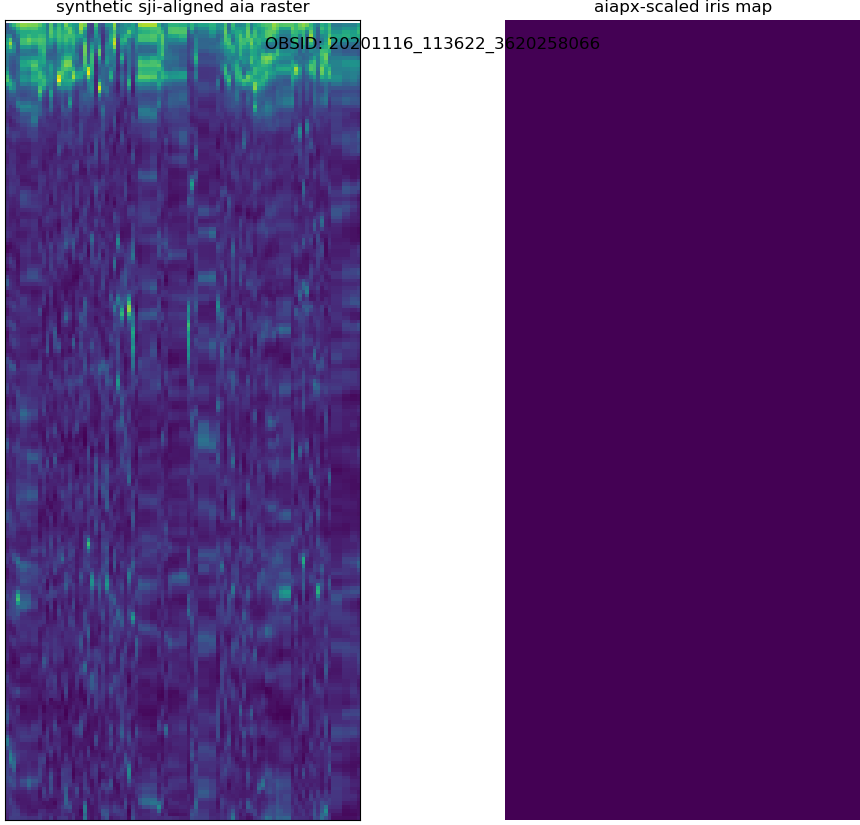 synthetic sji-aligned aia raster
aiapx-scaled iris map
OBSID: 20201116_113622_3620258066